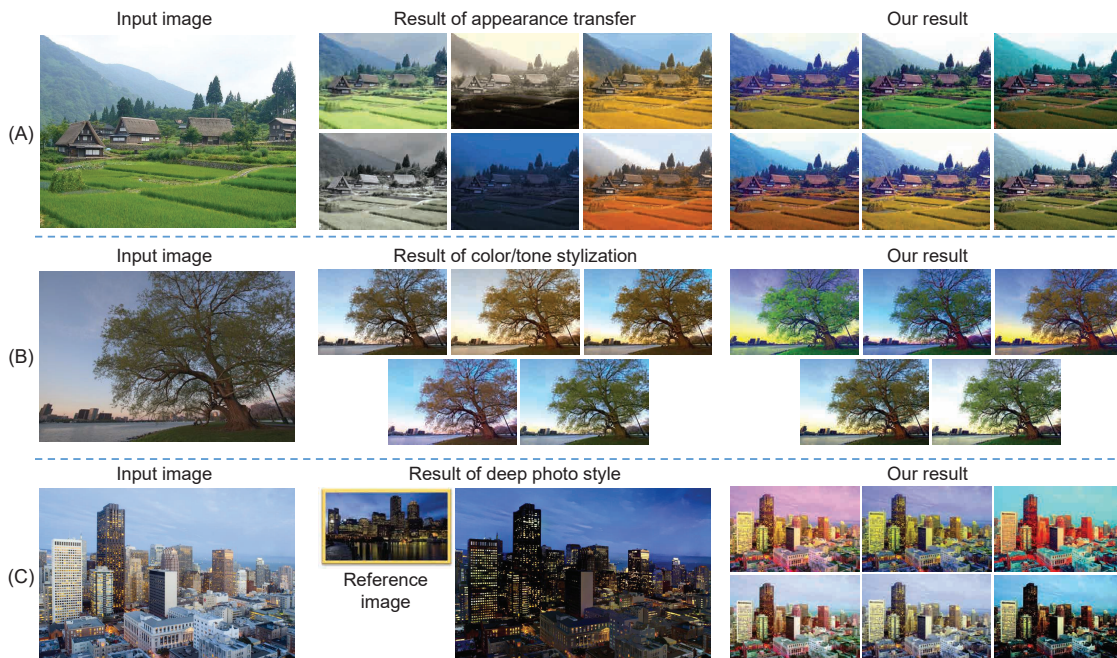 Input image
Result of appearance transfer
Our result
(A)
Input image
Result of color/tone stylization
Our result
(B)
Input image
Result of deep photo style
Our result
(C)
Reference
image